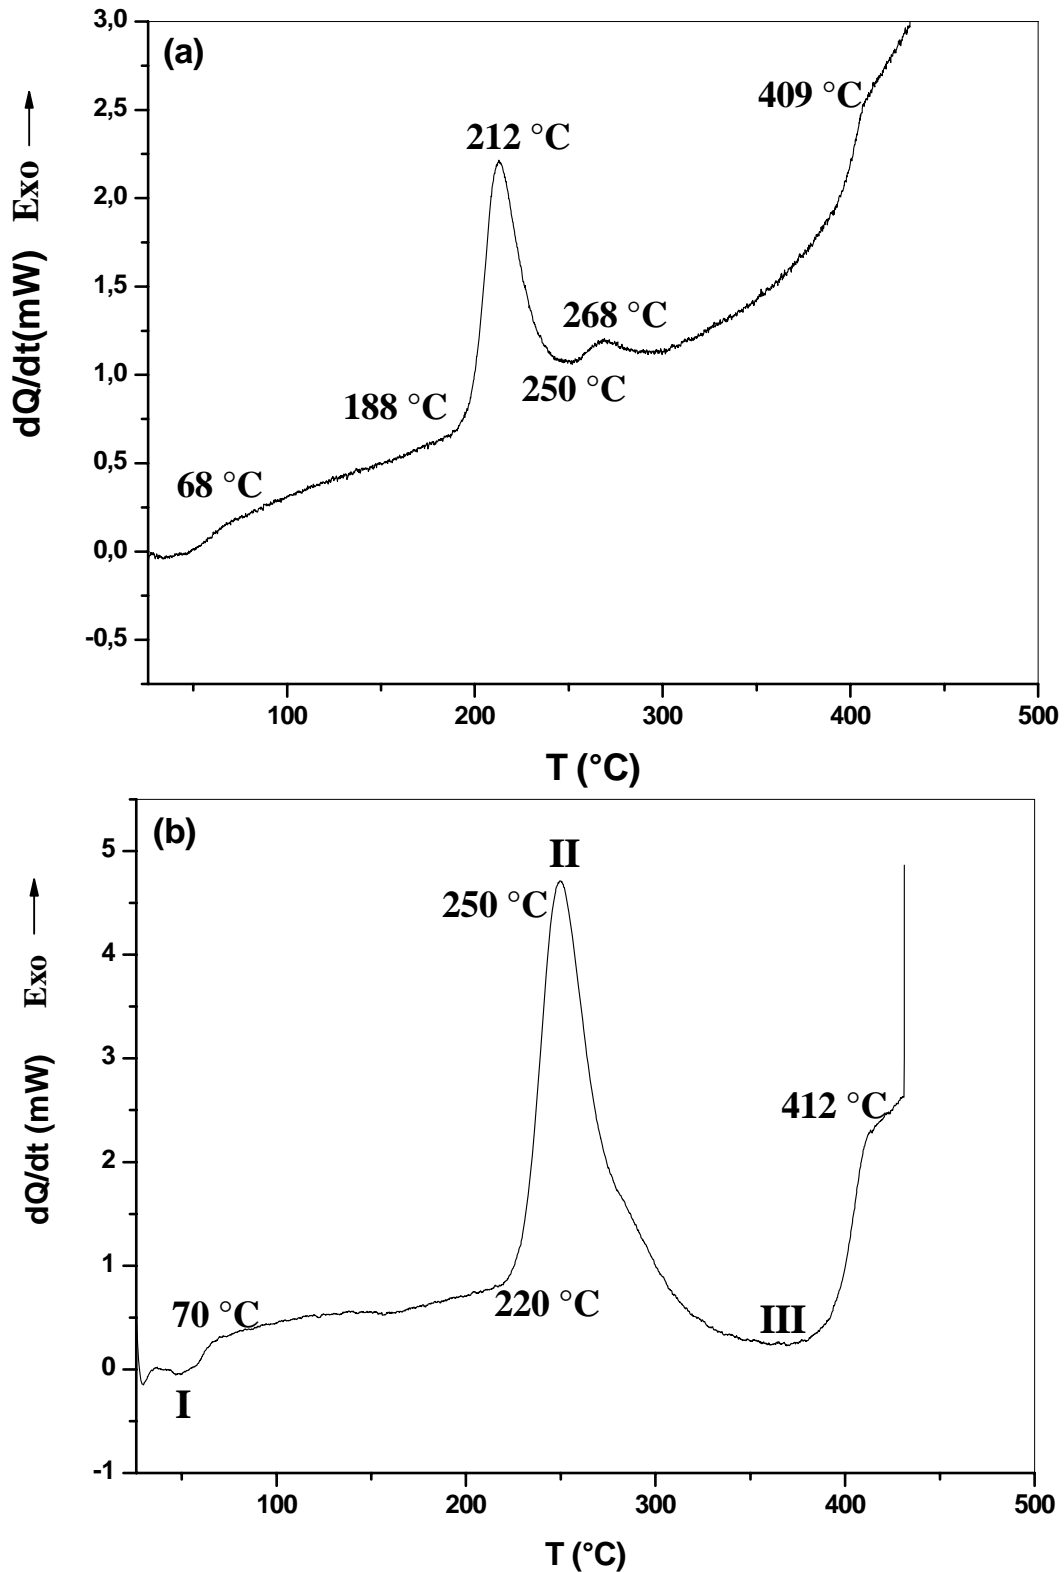 (a)
3,0
2,5
2,0
1,5
1,0
0,5
0,0
-0,5
dQ/dt(mW) Exo
409 °C
212 °C
268 °C
250 °C
188 °C
68 °C
100 200 300 400 500
T (°C)
(b)
5
4
3
2
1
0
-1
dQ/dt (mW) Exo
II
250 °C
412 °C
220 °C
III
70 °C
I
100 200 300 400 500
T (°C)